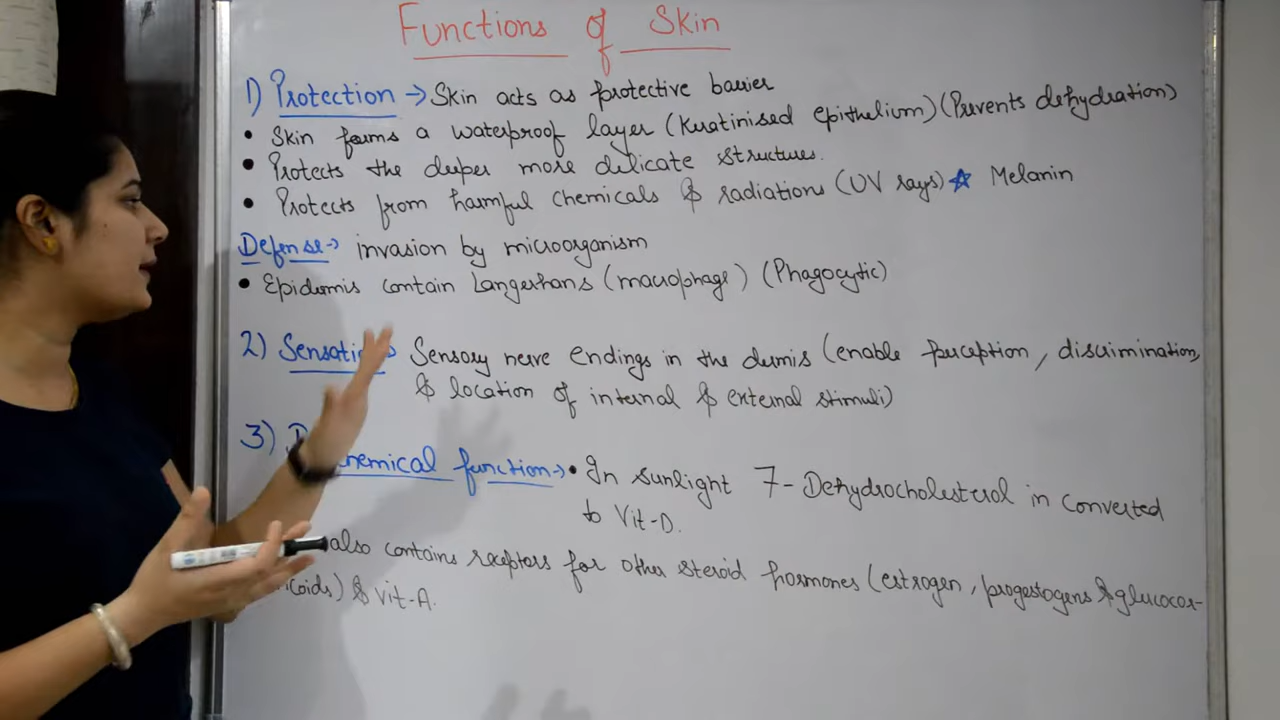 Functions of Skin
1) Protection → Skin acts as protective barrier
• Skin forms a waterproof layer (Keratinised epithelium) (Prevents dehydration)
• Protects the deeper more delicate structures.
• Protects from harmful chemicals & radiations (UV rays) ☆ Melanin
Defense → invasion by microorganism
• Epidermis contain Langerhans (macrophage) (Phagocytic)
2) Sensation Sensory nerve endings in the dermis (enable perception, discrimination,
& location of internal & external stimuli)
3) chemical function → • In sunlight 7-Dehydrocholesterol in converted
to Vit-D.
also contains receptors for other steroid hormones (estrogen, progestogens & glucocor-
icoids) & Vit-A.